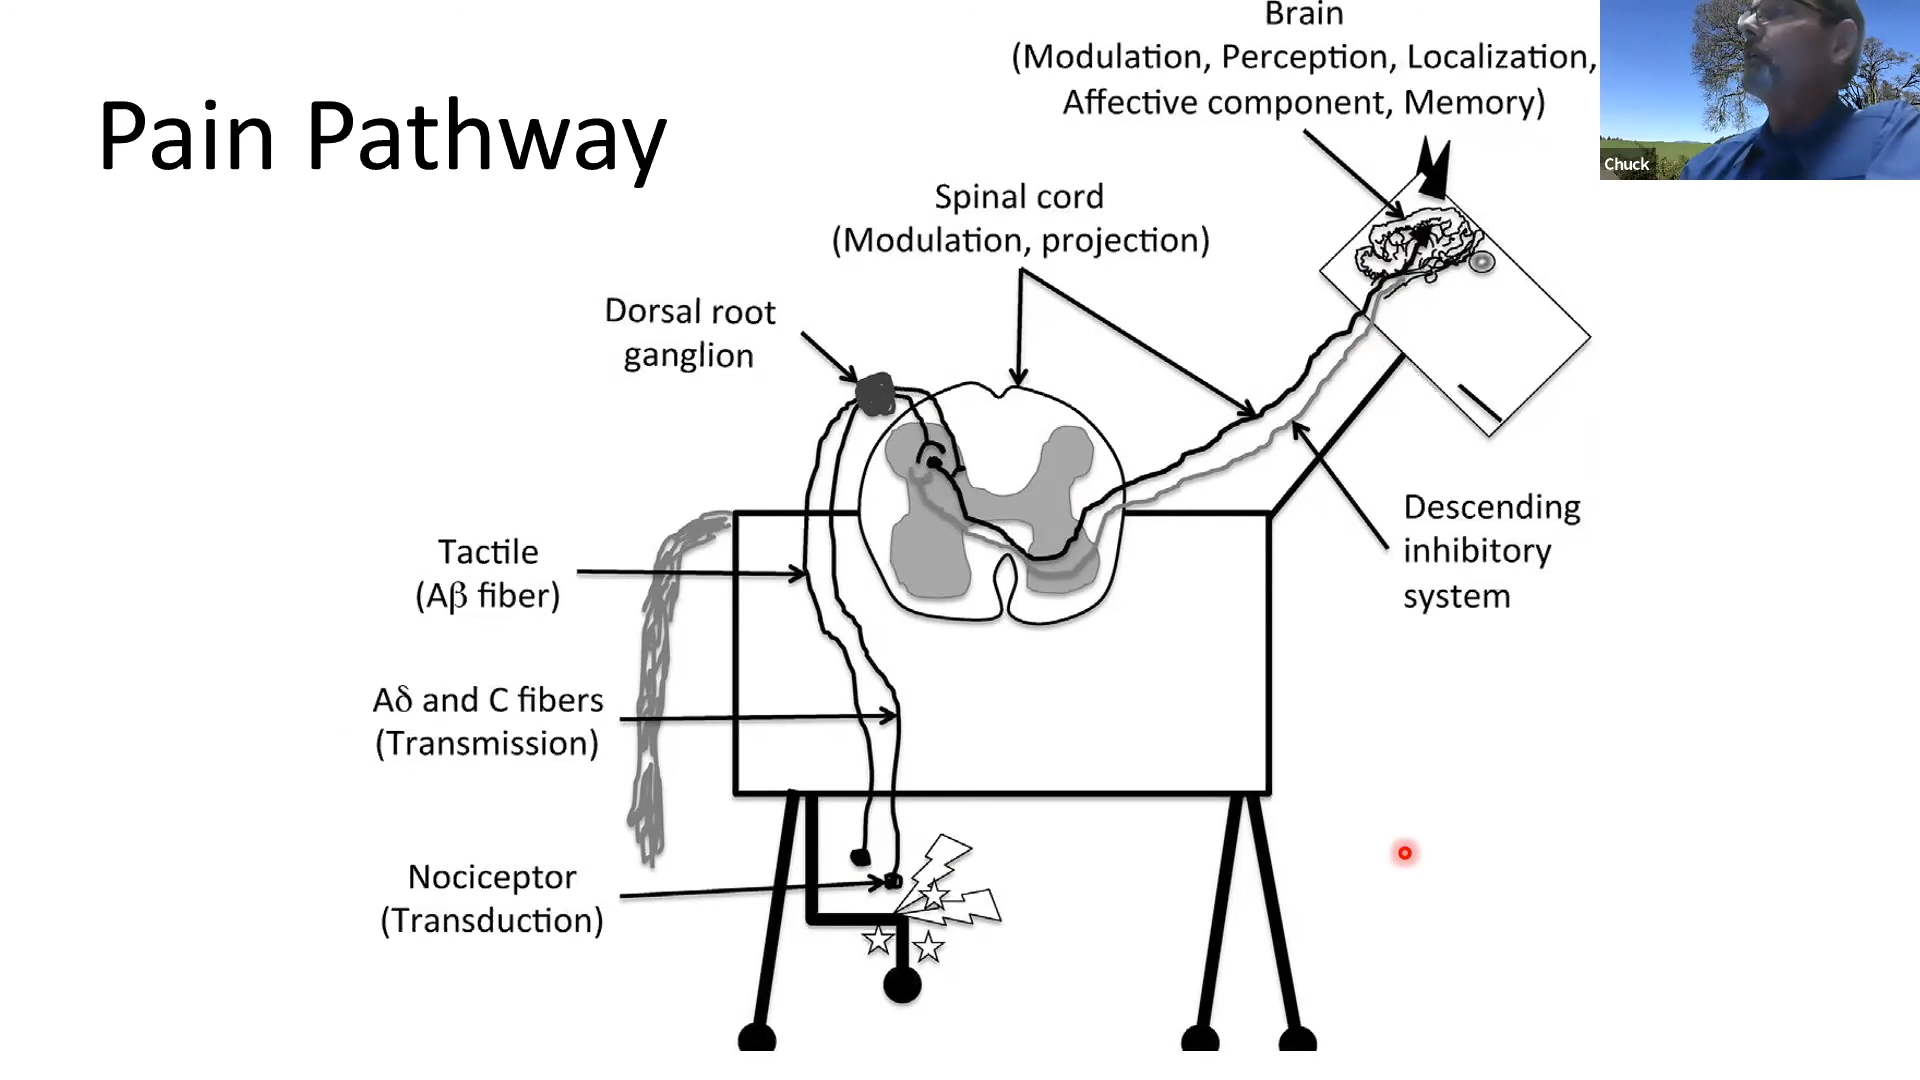 Brain
(Modulation, Perception, Localization,
Affective component, Memory)
Chuck
Pain Pathway
Spinal cord
(Modulation, projection)
Dorsal root
ganglion
Descending
inhibitory
system
Tactile
(Aβ fiber)
Aδ and C fibers
(Transmission)
Nociceptor
(Transduction)